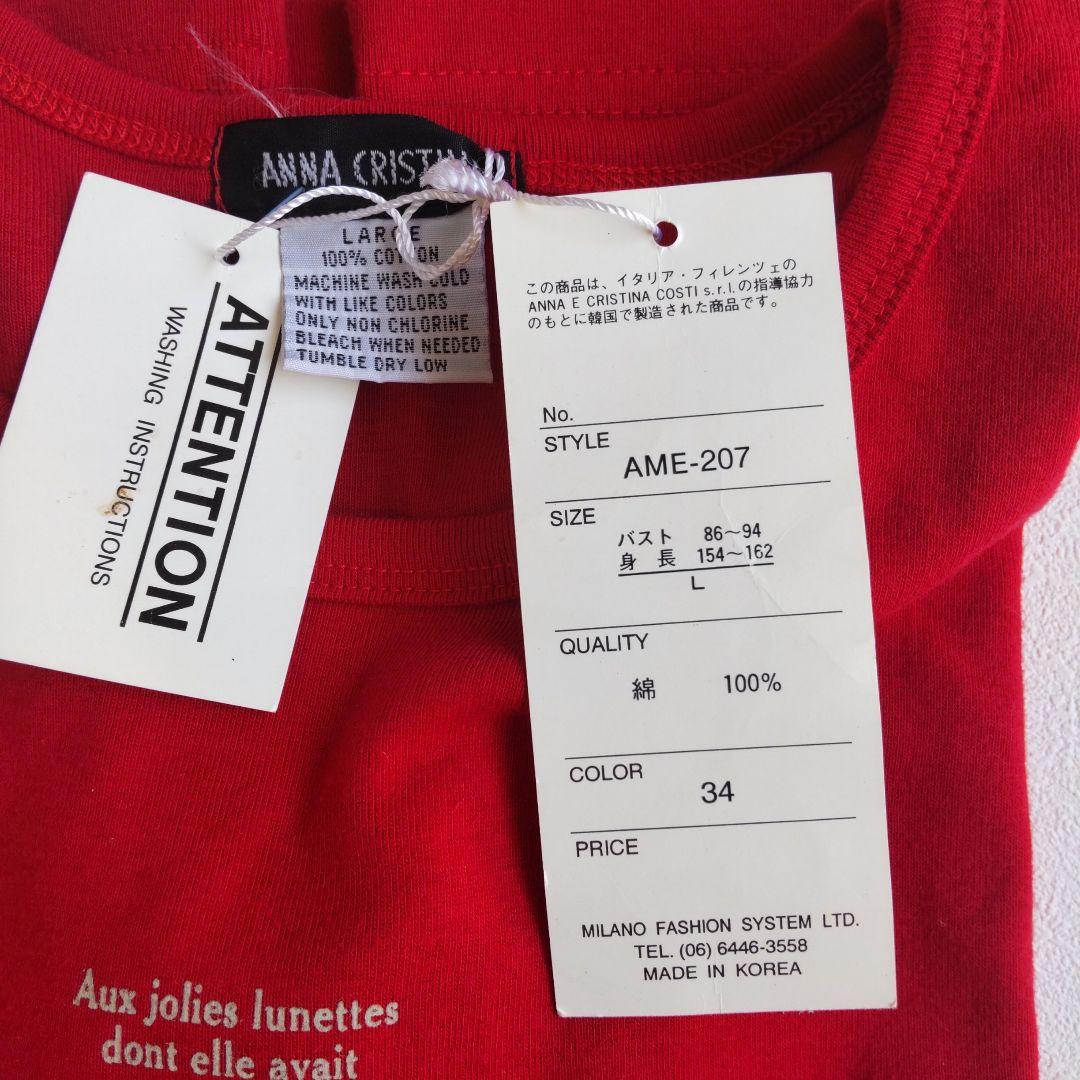 ANNA CRISTINA
LARGE
100% COTTON
MACHINE WASH COLD
WITH LIKE COLORS
ONLY NON CHLORINE
BLEACH WHEN NEEDED
TUMBLE DRY LOW
ATTENTION
WASHING INSTRUCTIONS
この商品は、イタリア・フィレンツェの
ANNA E CRISTINA COSTI s.r.l.の指導協力
のもとに韓国で製造された商品です。
No.
STYLE
AME-207
SIZE
バスト 86〜94
身長 154〜162
L
QUALITY
綿 100%
COLOR
34
PRICE
MILANO FASHION SYSTEM LTD.
TEL. (06) 6446-3558
MADE IN KOREA
Aux jolies lunettes
dont elle avait